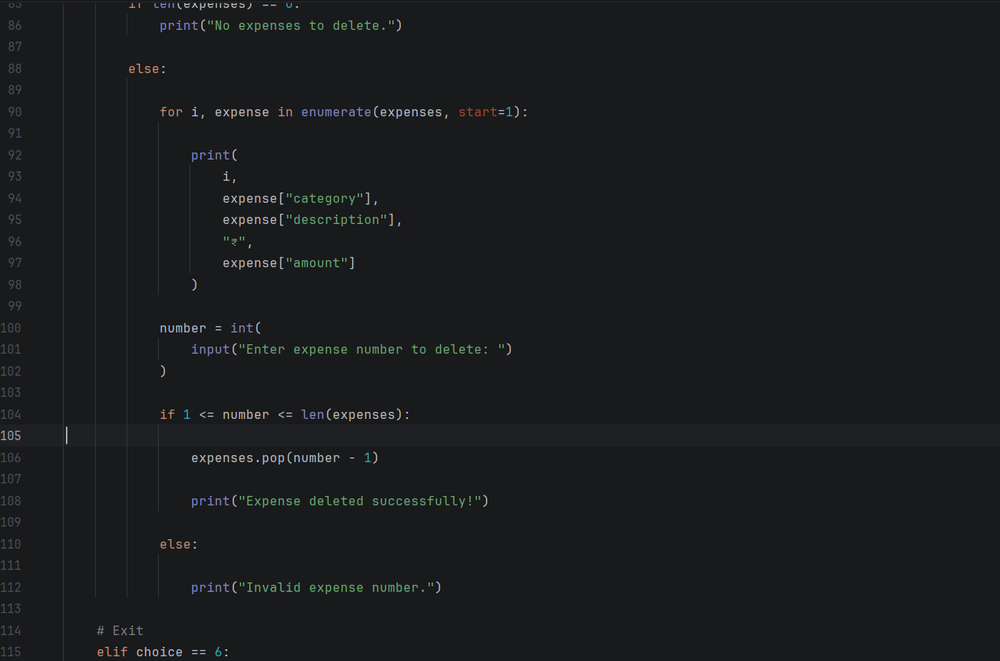 85 if len(expenses) == 0:
86 print("No expenses to delete.")
87
88 else:
89
90 for i, expense in enumerate(expenses, start=1):
91
92 print(
93 i,
94 expense["category"],
95 expense["description"],
96 "₹",
97 expense["amount"]
98 )
99
100 number = int(
101 input("Enter expense number to delete: ")
102 )
103
104 if 1 <= number <= len(expenses):
105
106 expenses.pop(number - 1)
107
108 print("Expense deleted successfully!")
109
110 else:
111
112 print("Invalid expense number.")
113
114 # Exit
115 elif choice == 6: